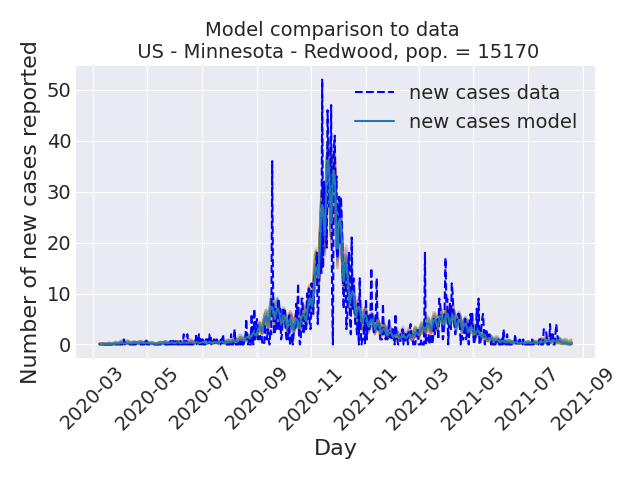 Model comparison to data
US - Minnesota - Redwood, pop. = 15170
Number of new cases reported
50
40
30
20
10
0
new cases data
new cases model
2020-03
2020-05
2020-07
2020-09
2020-11
2021-01
2021-03
2021-05
2021-07
2021-09
Day